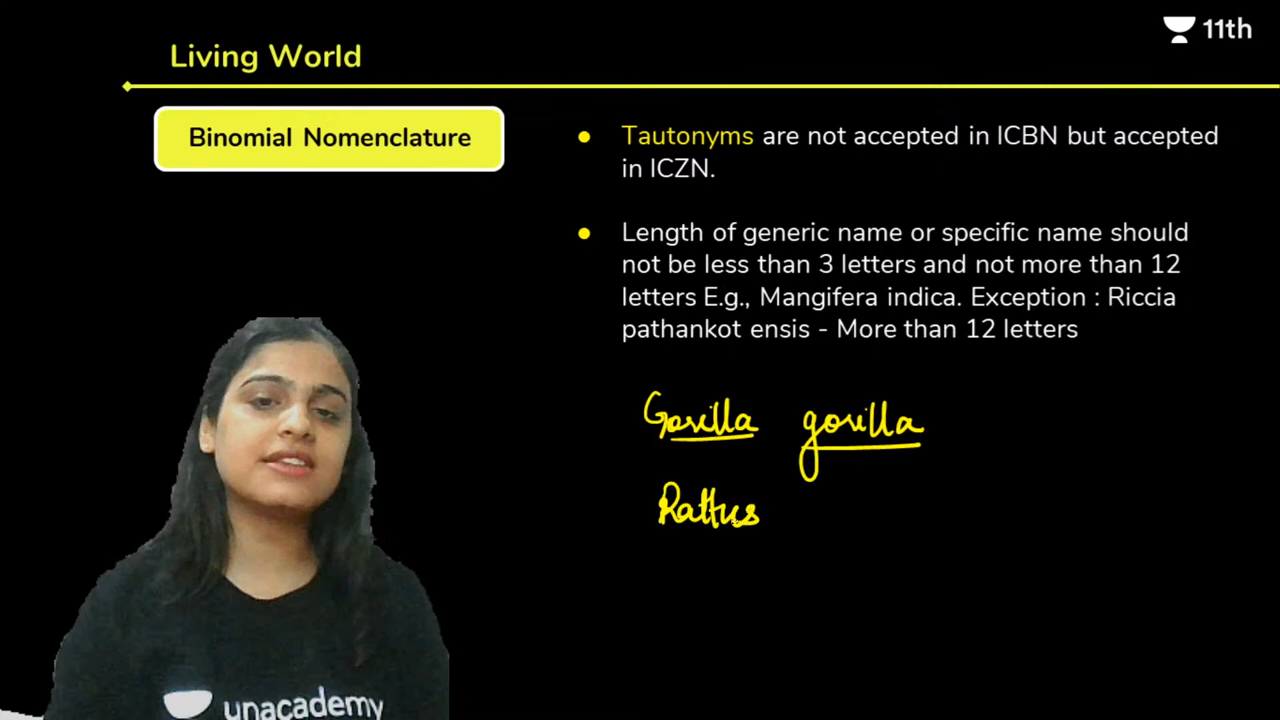 11th
Living World
Binomial Nomenclature
Tautonyms are not accepted in ICBN but accepted
in ICZN.
Length of generic name or specific name should
not be less than 3 letters and not more than 12
letters E.g., Mangifera indica. Exception : Riccia
pathankot ensis - More than 12 letters
Gorilla gorilla
Rattus
unacademy